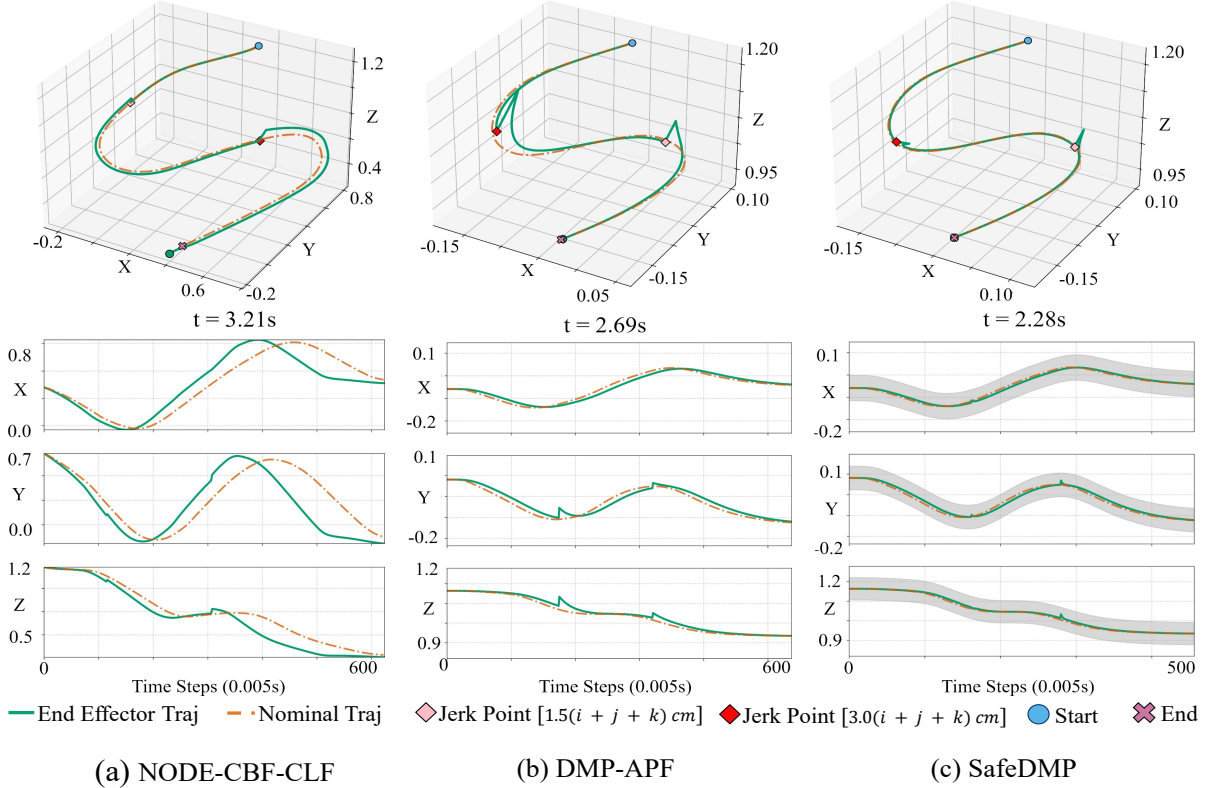 1.2
Z
0.4
0.8
Y
-0.2
X
0.6
-0.2
t = 3.21s
1.20
Z
0.95
0.10
Y
-0.15
X
-0.15
0.05
t = 2.69s
1.20
Z
0.95
0.10
Y
-0.15
X
-0.15
0.10
t = 2.28s
0.8
X
0.0
0.7
Y
0.0
1.2
Z
0.5
0 600
Time Steps (0.005s)
0.1
X
-0.2
0.1
Y
-0.2
1.2
Z
0.9
0 600
Time Steps (0.005s)
0.1
X
-0.2
0.1
Y
-0.2
1.2
Z
0.9
0 500
Time Steps (0.005s)
End Effector Traj Nominal Traj Jerk Point [1.5(i + j + k) cm] Jerk Point [3.0(i + j + k) cm] Start End
(a) NODE-CBF-CLF (b) DMP-APF (c) SafeDMP